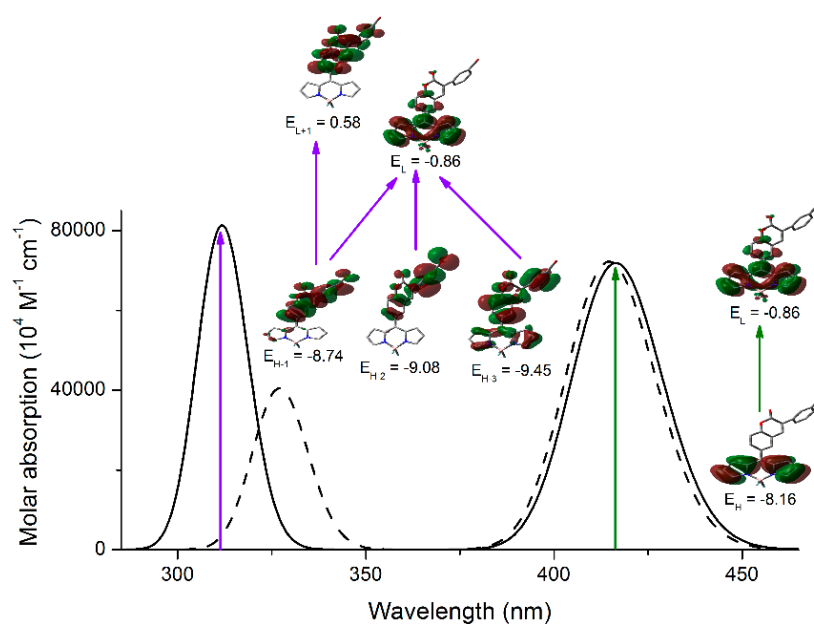 E_L+1 = 0.58
E_L = -0.86
80000
E_H-1 = -8.74
E_H 2 = -9.08
E_H 3 = -9.45
E_L = -0.86
40000
E_H = -8.16
0
300
350
400
450
Molar absorption (10⁴ M⁻¹ cm⁻¹)
Wavelength (nm)